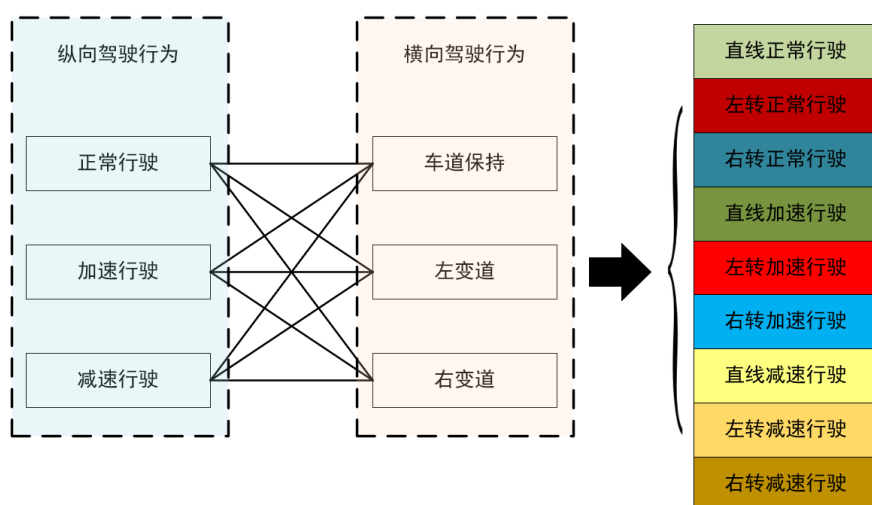 纵向驾驶行为
正常行驶
加速行驶
减速行驶
横向驾驶行为
车道保持
左变道
右变道
直线正常行驶
左转正常行驶
右转正常行驶
直线加速行驶
左转加速行驶
右转加速行驶
直线减速行驶
左转减速行驶
右转减速行驶